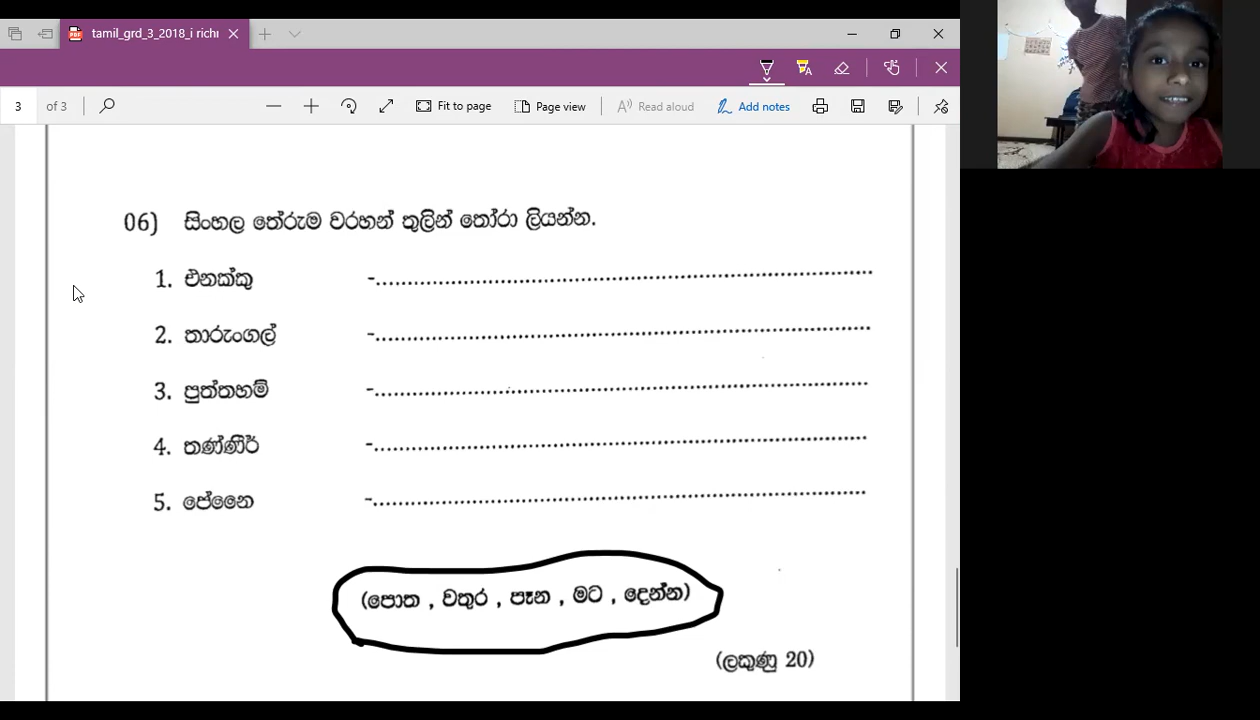 tamil_grd_3_2018_i richı
3 of 3 Fit to page Page view Read aloud Add notes
06) සිංහල තේරුම වරහන් තුලින් තෝරා ලියන්න.
1. එනක්කු -
2. තාරුංගල් -
3. පුත්තහම් -
4. තණ්ණීර් -
5. පේනෛ -
(පොත , වතුර , පෑන , මට , දෙන්න)
(ලකුණු 20)